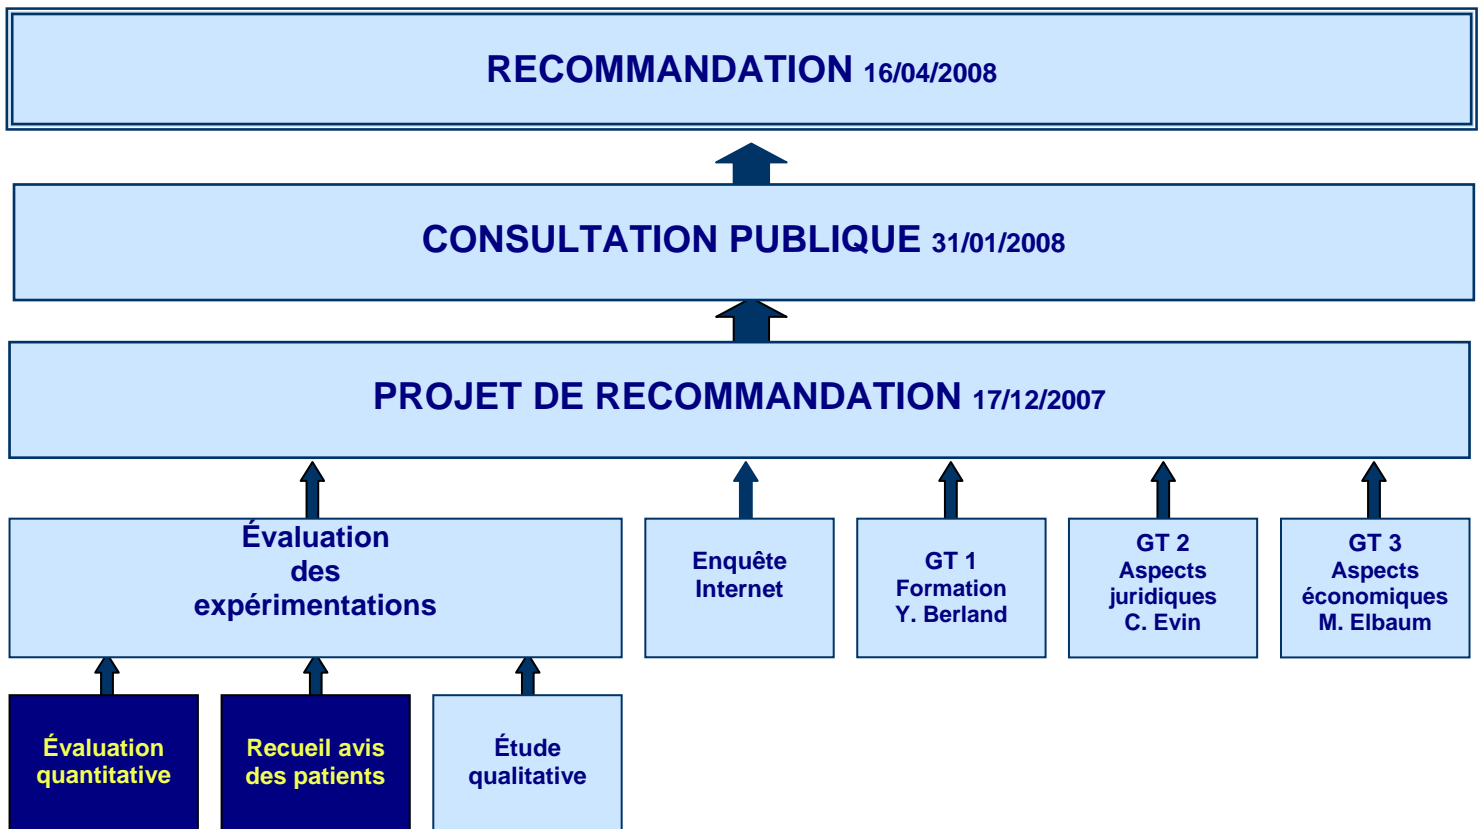 RECOMMANDATION 16/04/2008
CONSULTATION PUBLIQUE 31/01/2008
PROJET DE RECOMMANDATION 17/12/2007
Évaluation
des
expérimentations
Enquête
Internet
GT 1
Formation
Y. Berland
GT 2
Aspects
juridiques
C. Evin
GT 3
Aspects
économiques
M. Elbaum
Évaluation
quantitative
Recueil avis
des patients
Étude
qualitative